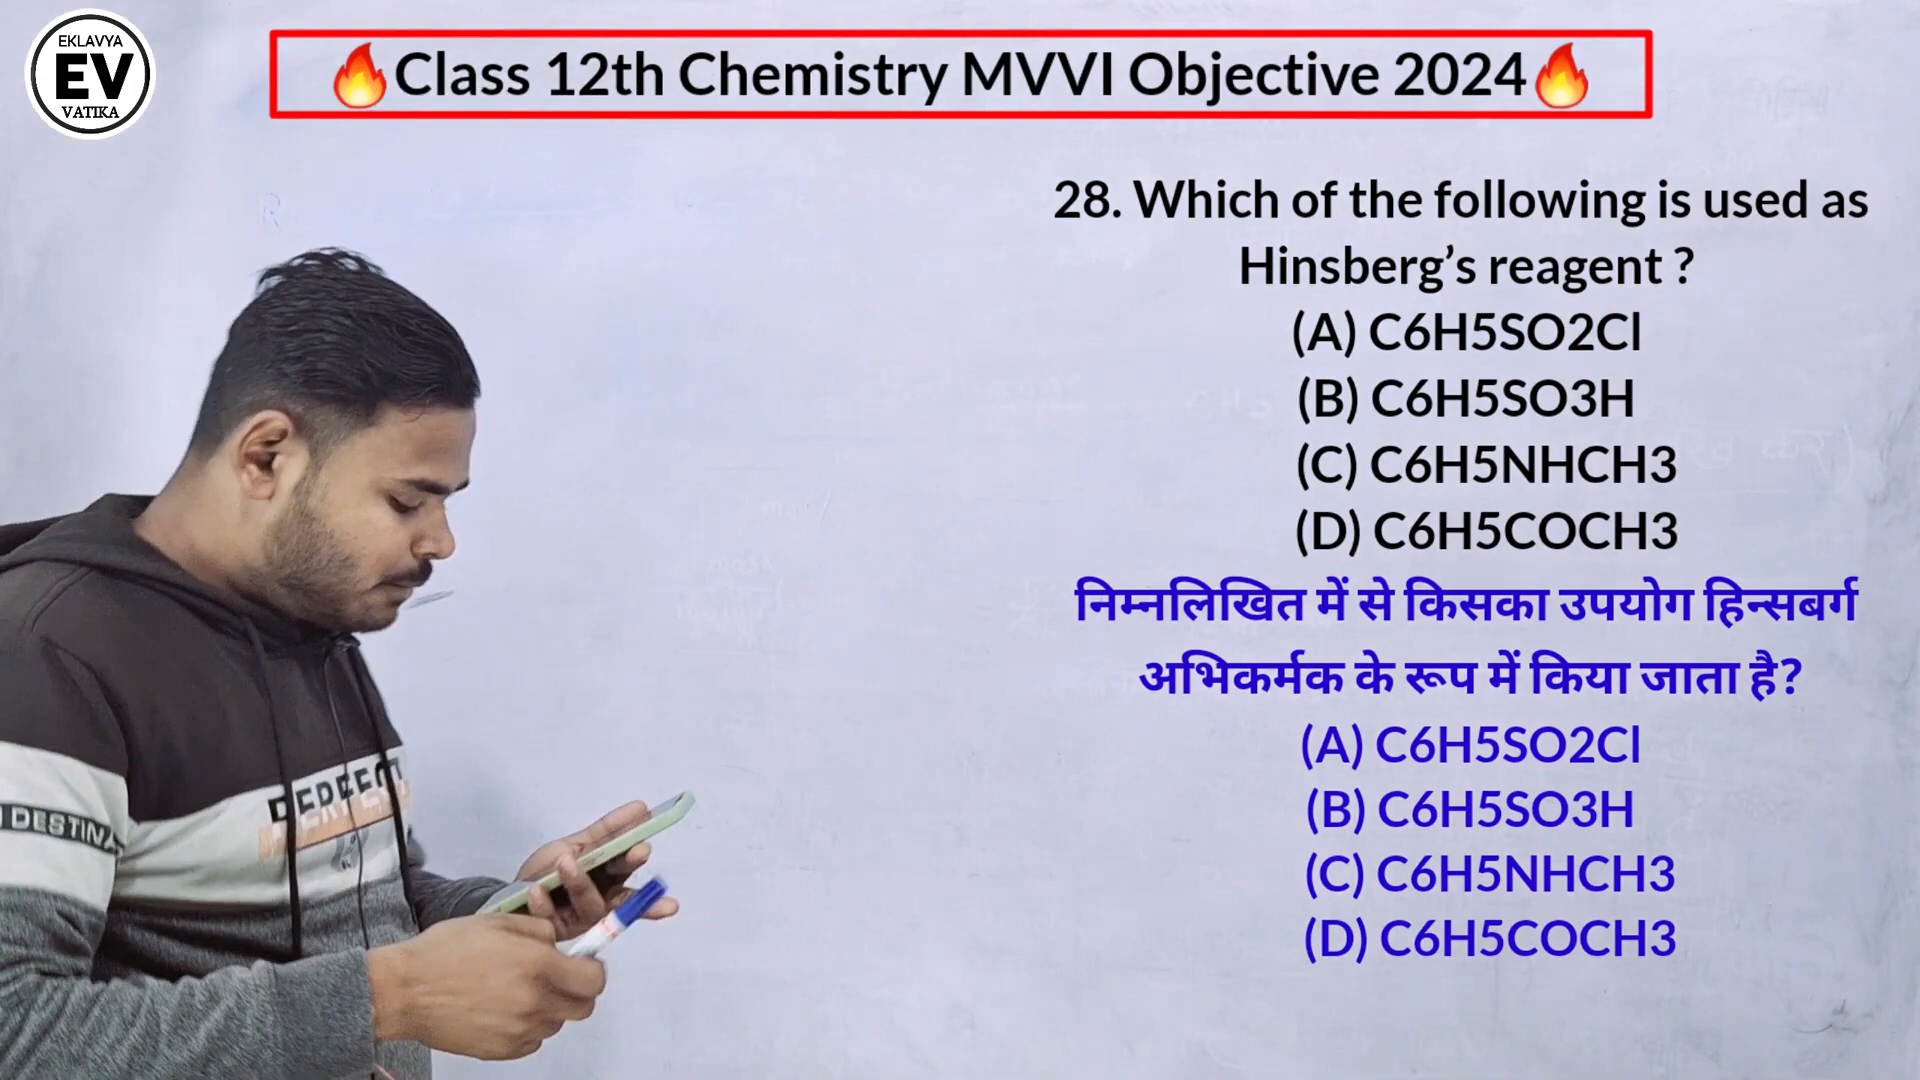 EKLAVYA
EV
VATIKA
🔥Class 12th Chemistry MVVI Objective 2024🔥
28. Which of the following is used as
Hinsberg’s reagent ?
(A) C6H5SO2Cl
(B) C6H5SO3H
(C) C6H5NHCH3
(D) C6H5COCH3
निम्नलिखित में से किसका उपयोग हिन्सबर्ग
अभिकर्मक के रूप में किया जाता है?
(A) C6H5SO2Cl
(B) C6H5SO3H
(C) C6H5NHCH3
(D) C6H5COCH3
DESTINA